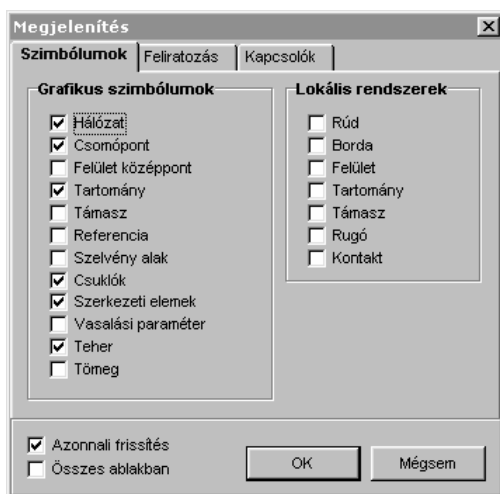 Megjelenítés
Szimbólumok
Feliratozás
Kapcsolók
Grafikus szimbólumok
Hálózat
Csomópont
Felület középpont
Tartomány
Támasz
Referencia
Szelvény alak
Csuklók
Szerkezeti elemek
Vasalási paraméter
Teher
Tömeg
Lokális rendszerek
Rúd
Borda
Felület
Tartomány
Támasz
Rugó
Kontakt
Azonnali frissítés
Összes ablakban
OK
Mégsem